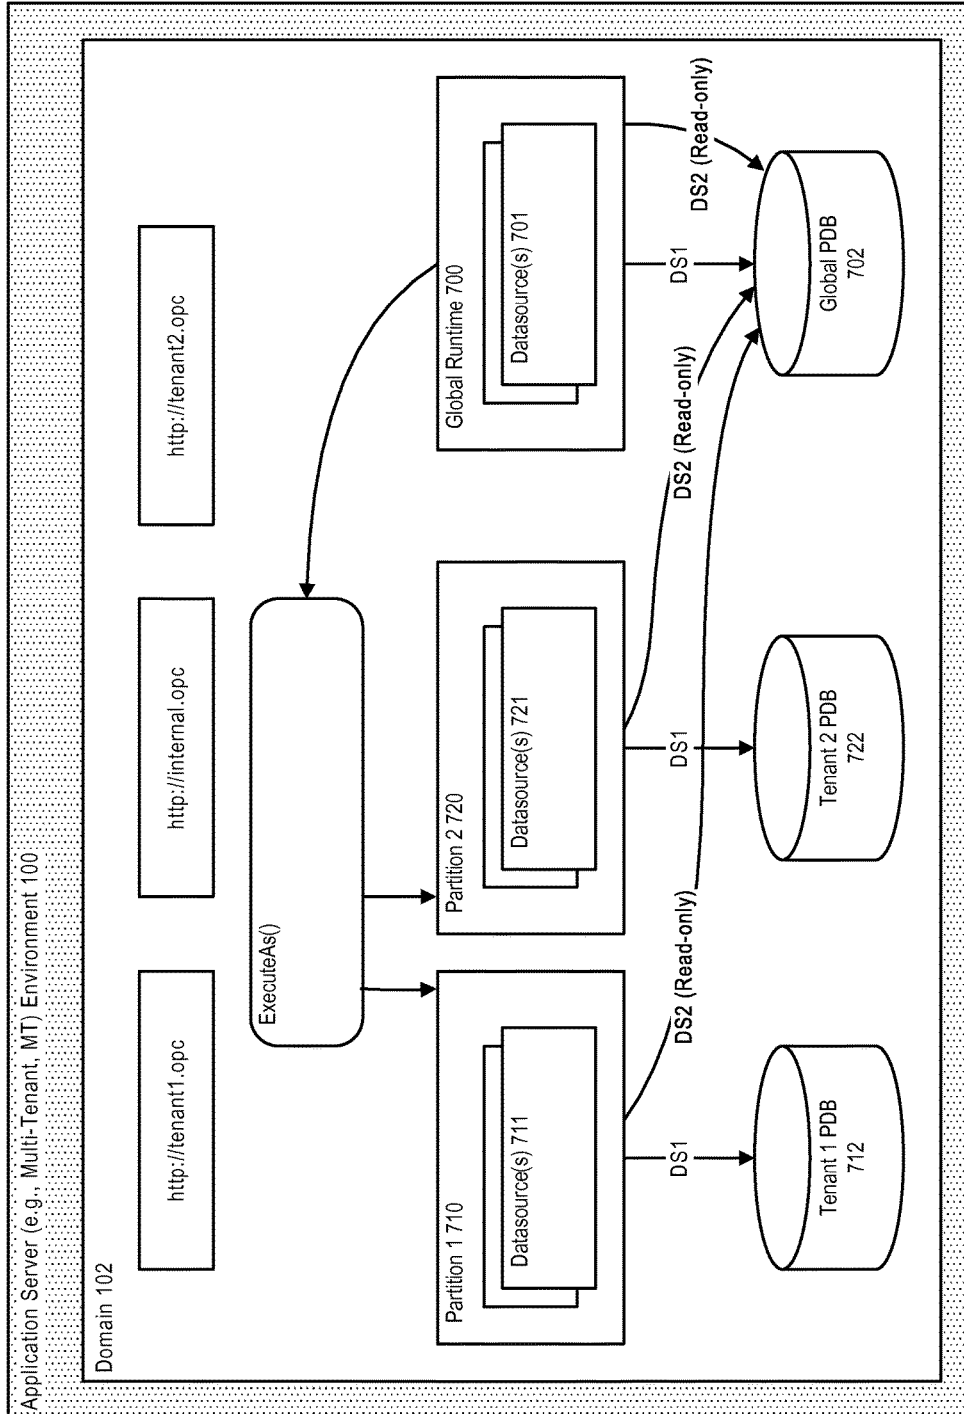 Application Server (e.g., Multi-Tenant, MT) Environment 100
Domain 102
http://tenant1.opc
http://internal.opc
http://tenant2.opc
ExecuteAs()
Partition 1 710
Partition 2 720
Global Runtime 700
Datasource(s) 711
Datasource(s) 721
Datasource(s) 701
DS1
DS2 (Read-only)
DS1
DS2 (Read-only)
DS1
DS2 (Read-only)
Tenant 1 PDB
712
Tenant 2 PDB
722
Global PDB
702